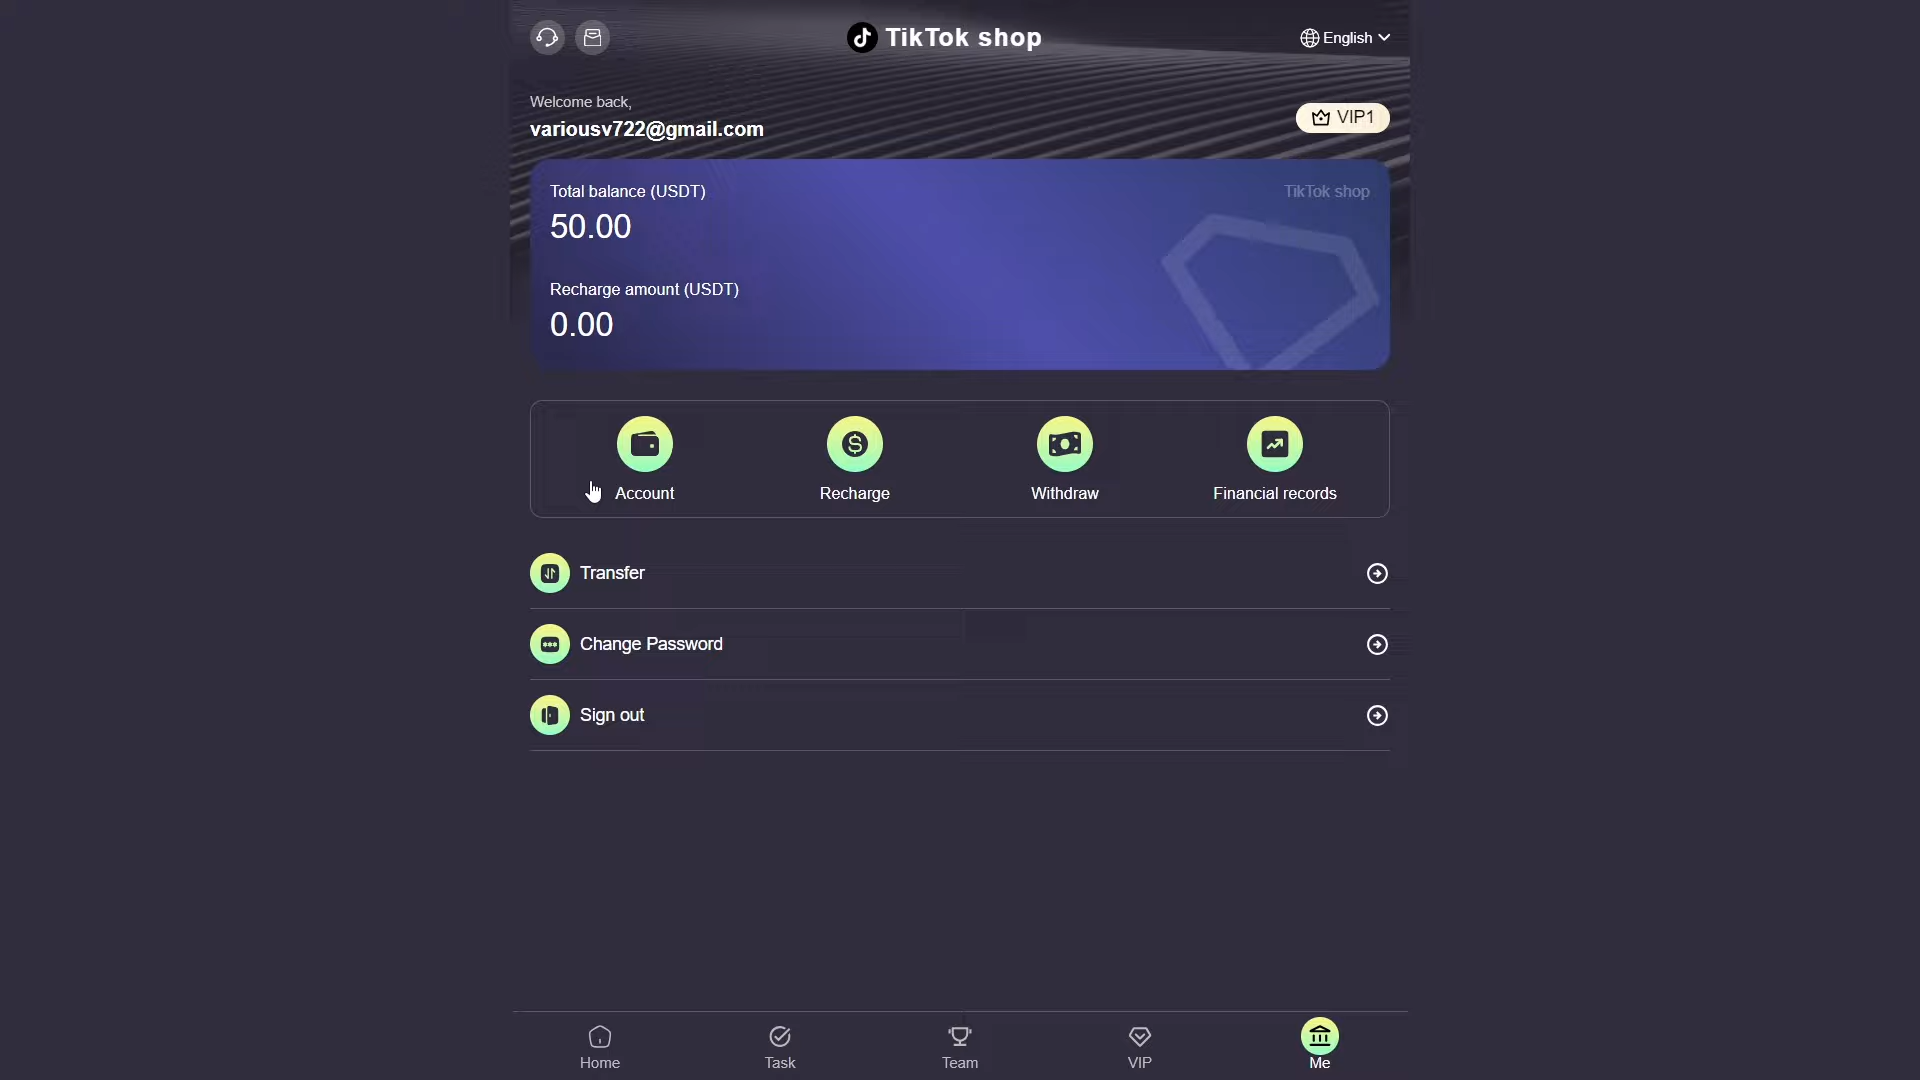 TikTok shop
English
Welcome back,
variousv722@gmail.com
VIP1
Total balance (USDT)
TikTok shop
50.00
Recharge amount (USDT)
0.00
Account
Recharge
Withdraw
Financial records
Transfer
Change Password
Sign out
Home
Task
Team
VIP
Me